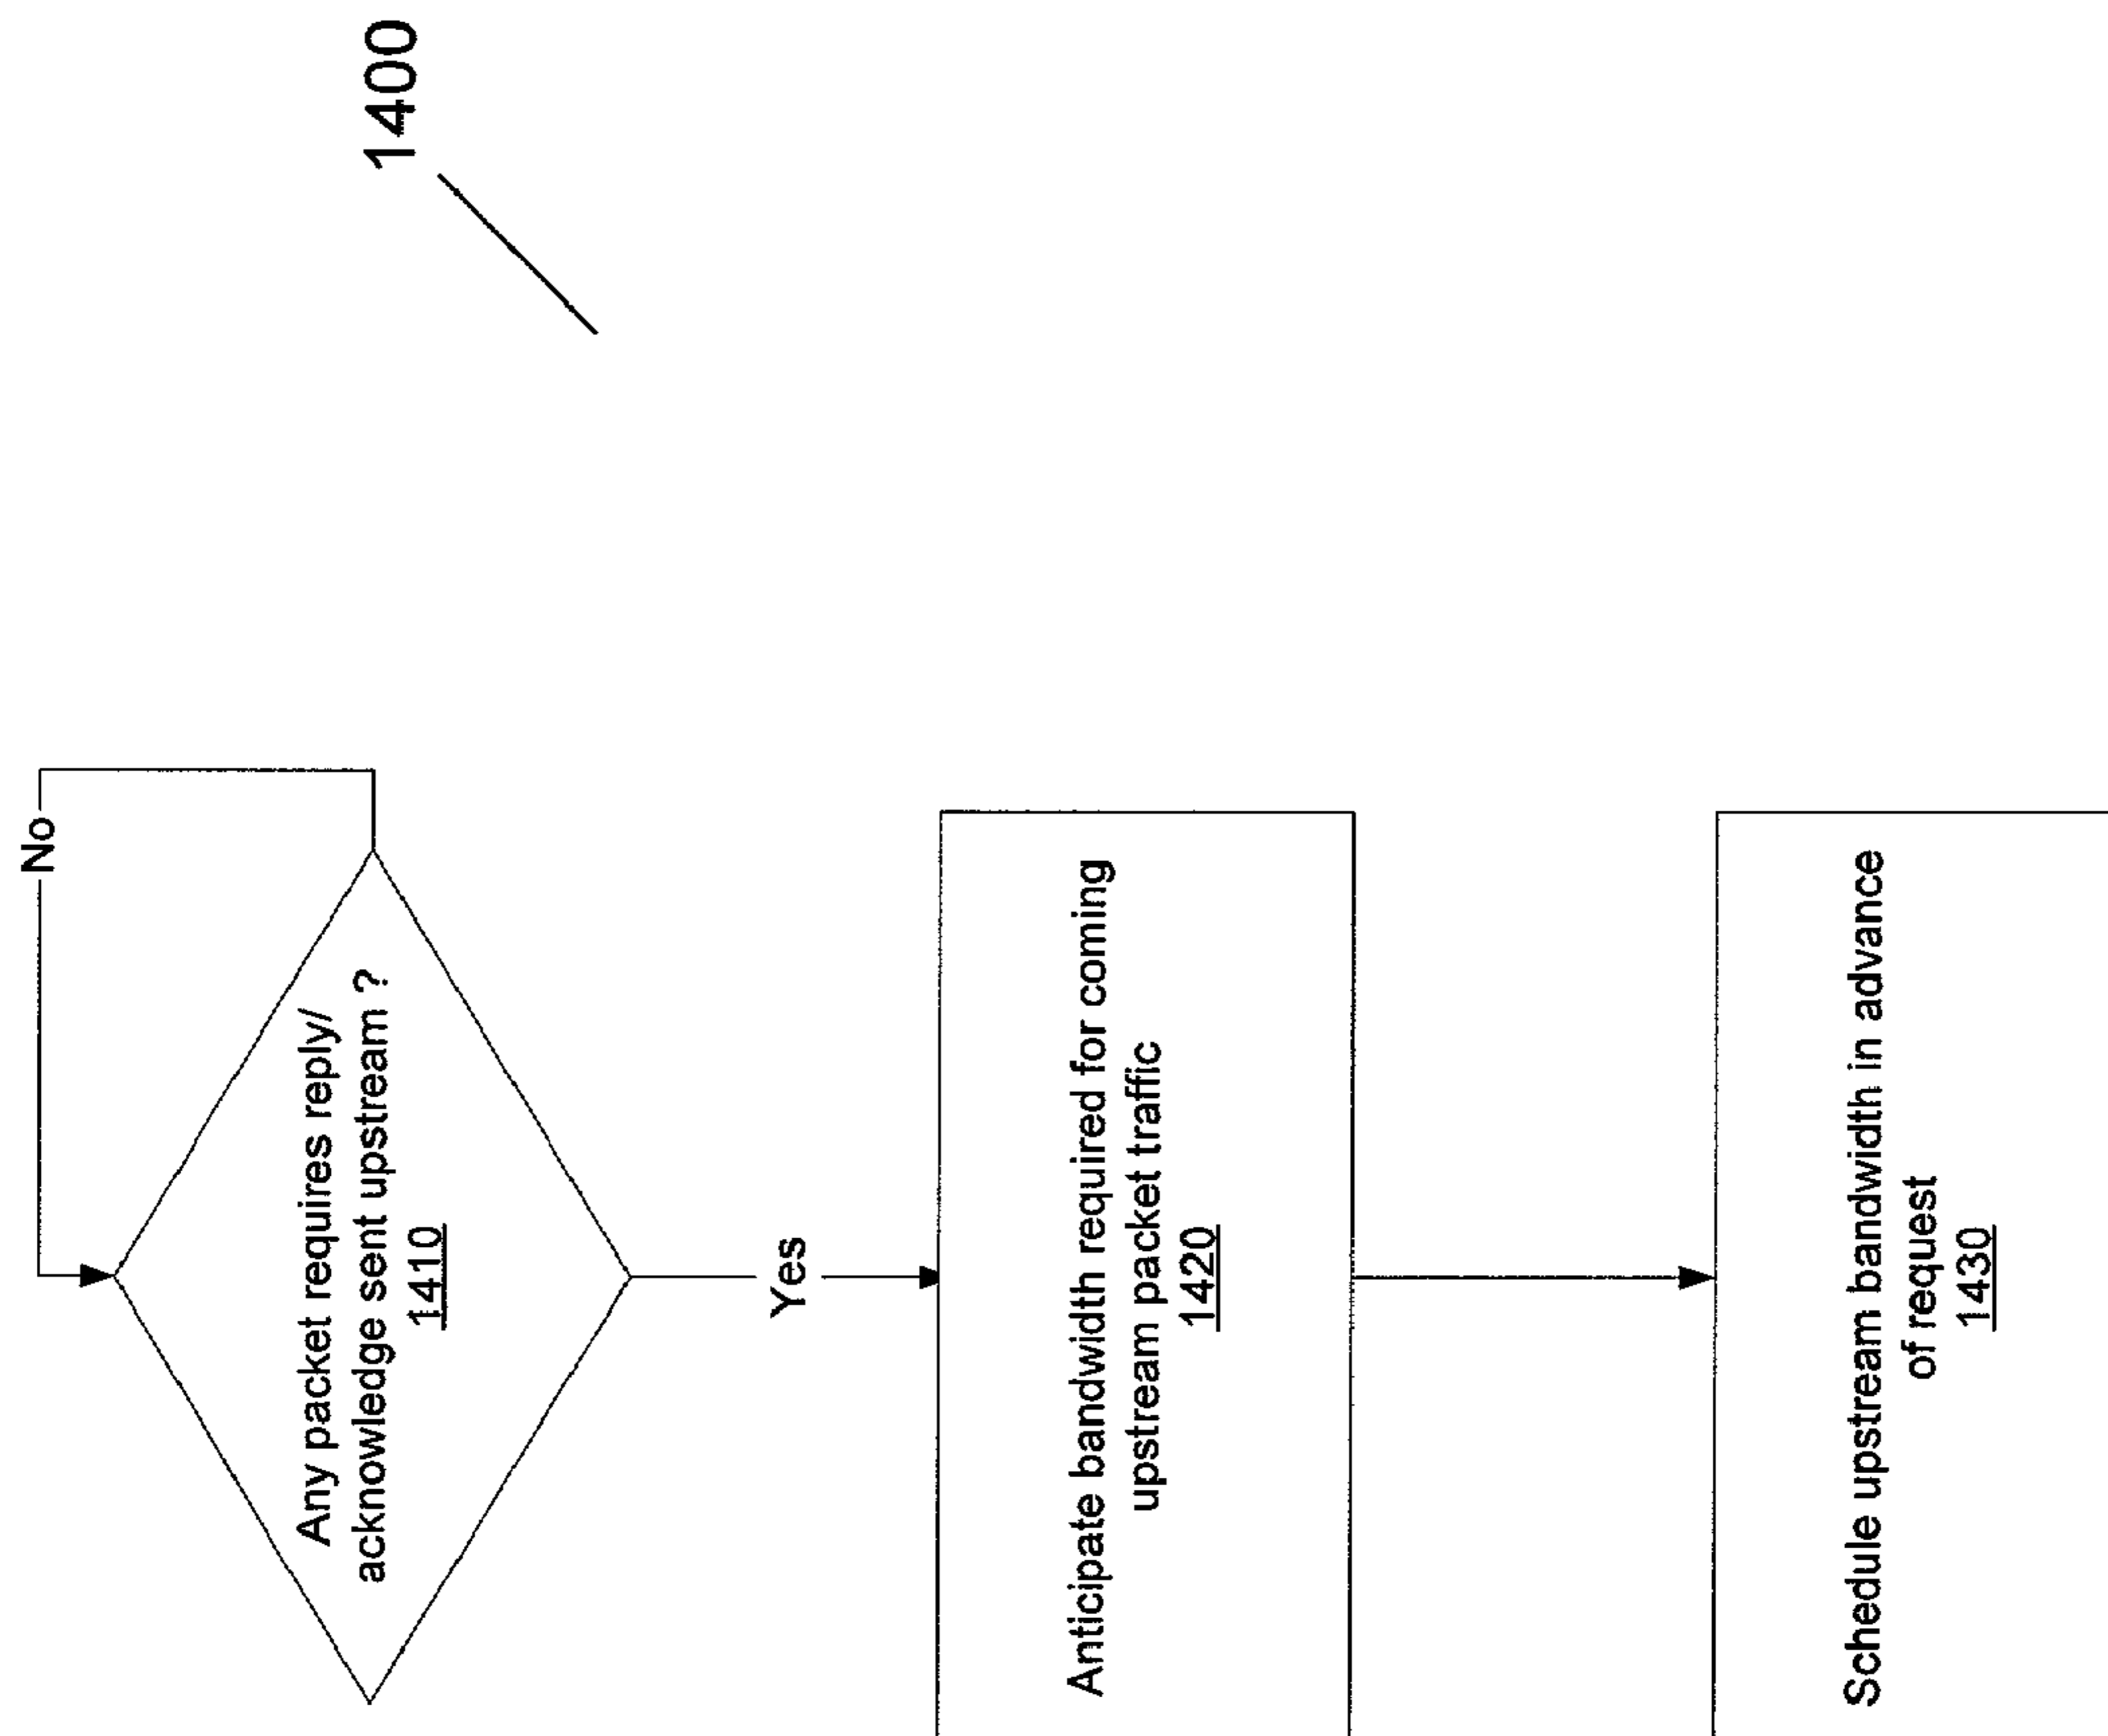 1400
No
Any packet requires reply/
acknowledge sent upstream ?
1410
Yes
Anticipate bandwidth required for coming
upstream packet traffic
1420
Schedule upstream bandwidth in advance
of request
1430